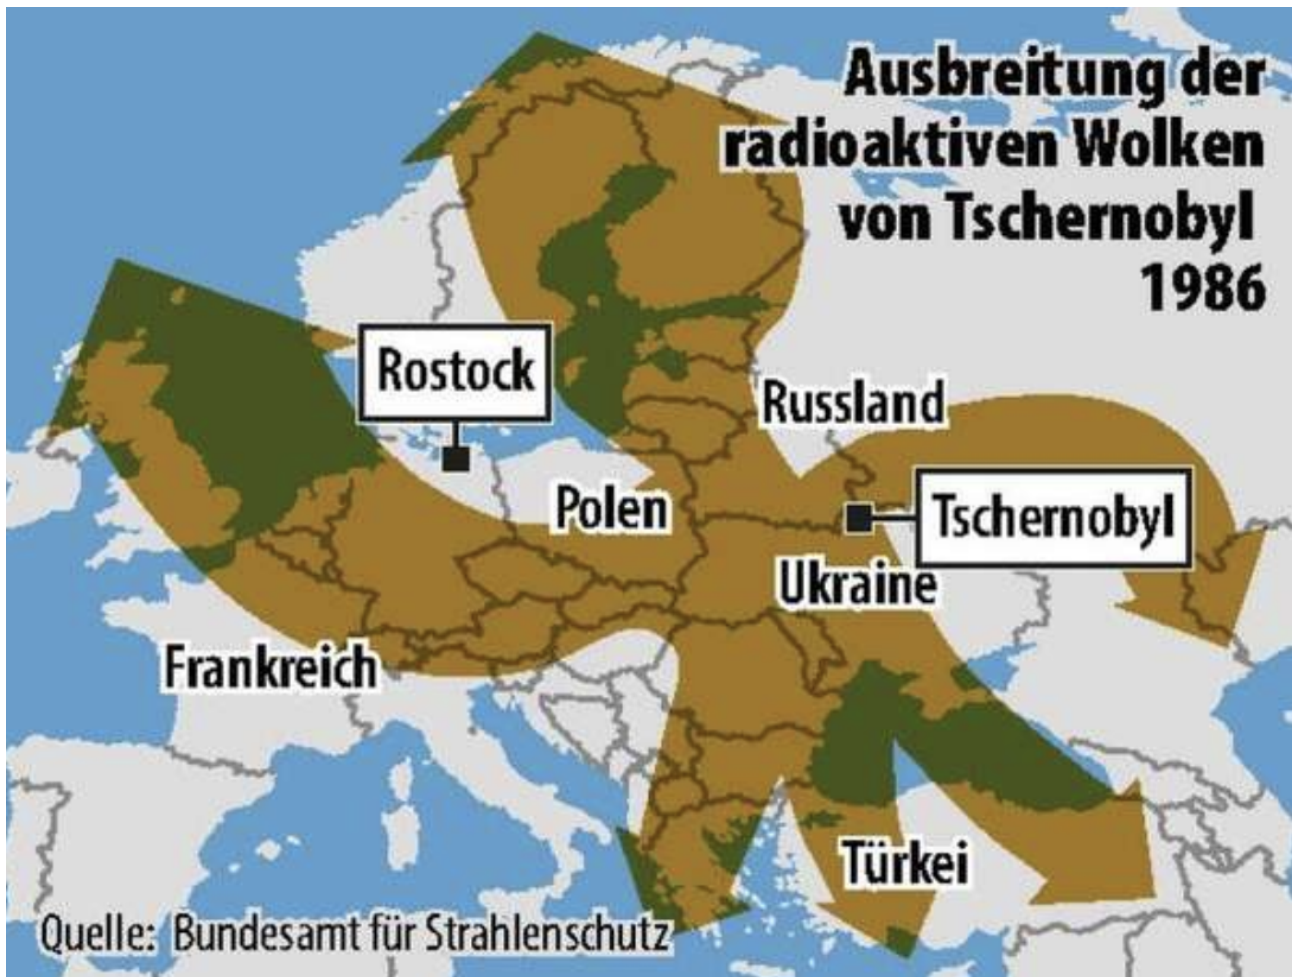 Ausbreitung der
radioaktiven Wolken
von Tschernobyl
1986
Rostock
Russland
Polen
Tschernobyl
Ukraine
Frankreich
Türkei
Quelle: Bundesamt für Strahlenschutz